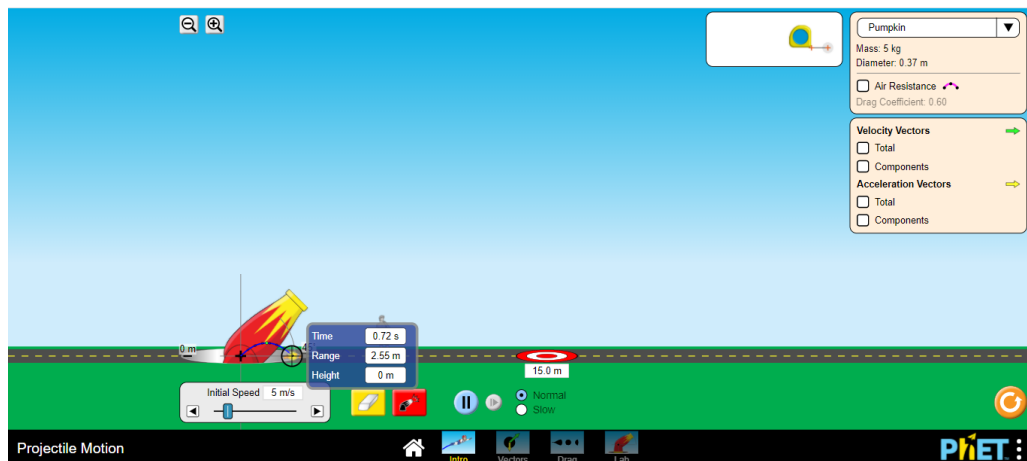 Pumpkin
Mass: 5 kg
Diameter: 0.37 m
Air Resistance
Drag Coefficient: 0.60
Velocity Vectors
Total
Components
Acceleration Vectors
Total
Components
0 m
45°
Time 0.72 s
Range 2.55 m
Height 0 m
15.0 m
Initial Speed 5 m/s
Normal
Slow
Projectile Motion
Intro
Vectors
Drag
Lab
PhET